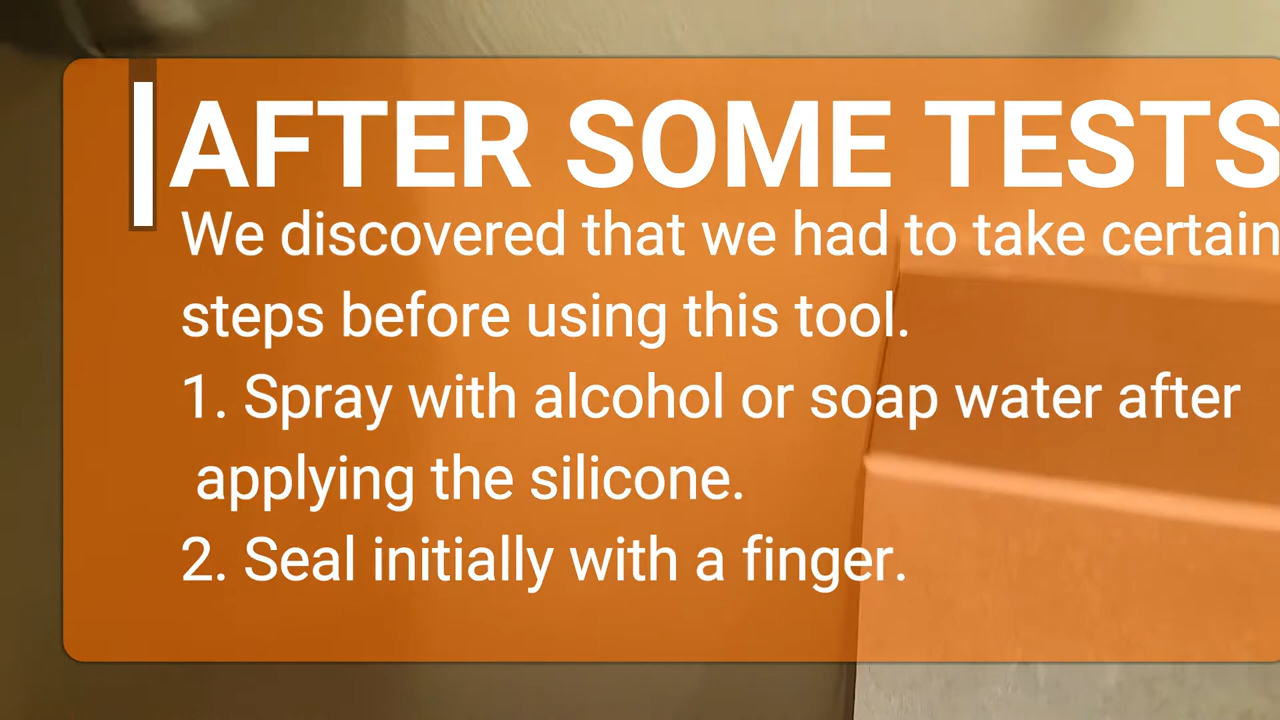 AFTER SOME TESTS
We discovered that we had to take certain
steps before using this tool.
1. Spray with alcohol or soap water after
applying the silicone.
2. Seal initially with a finger.